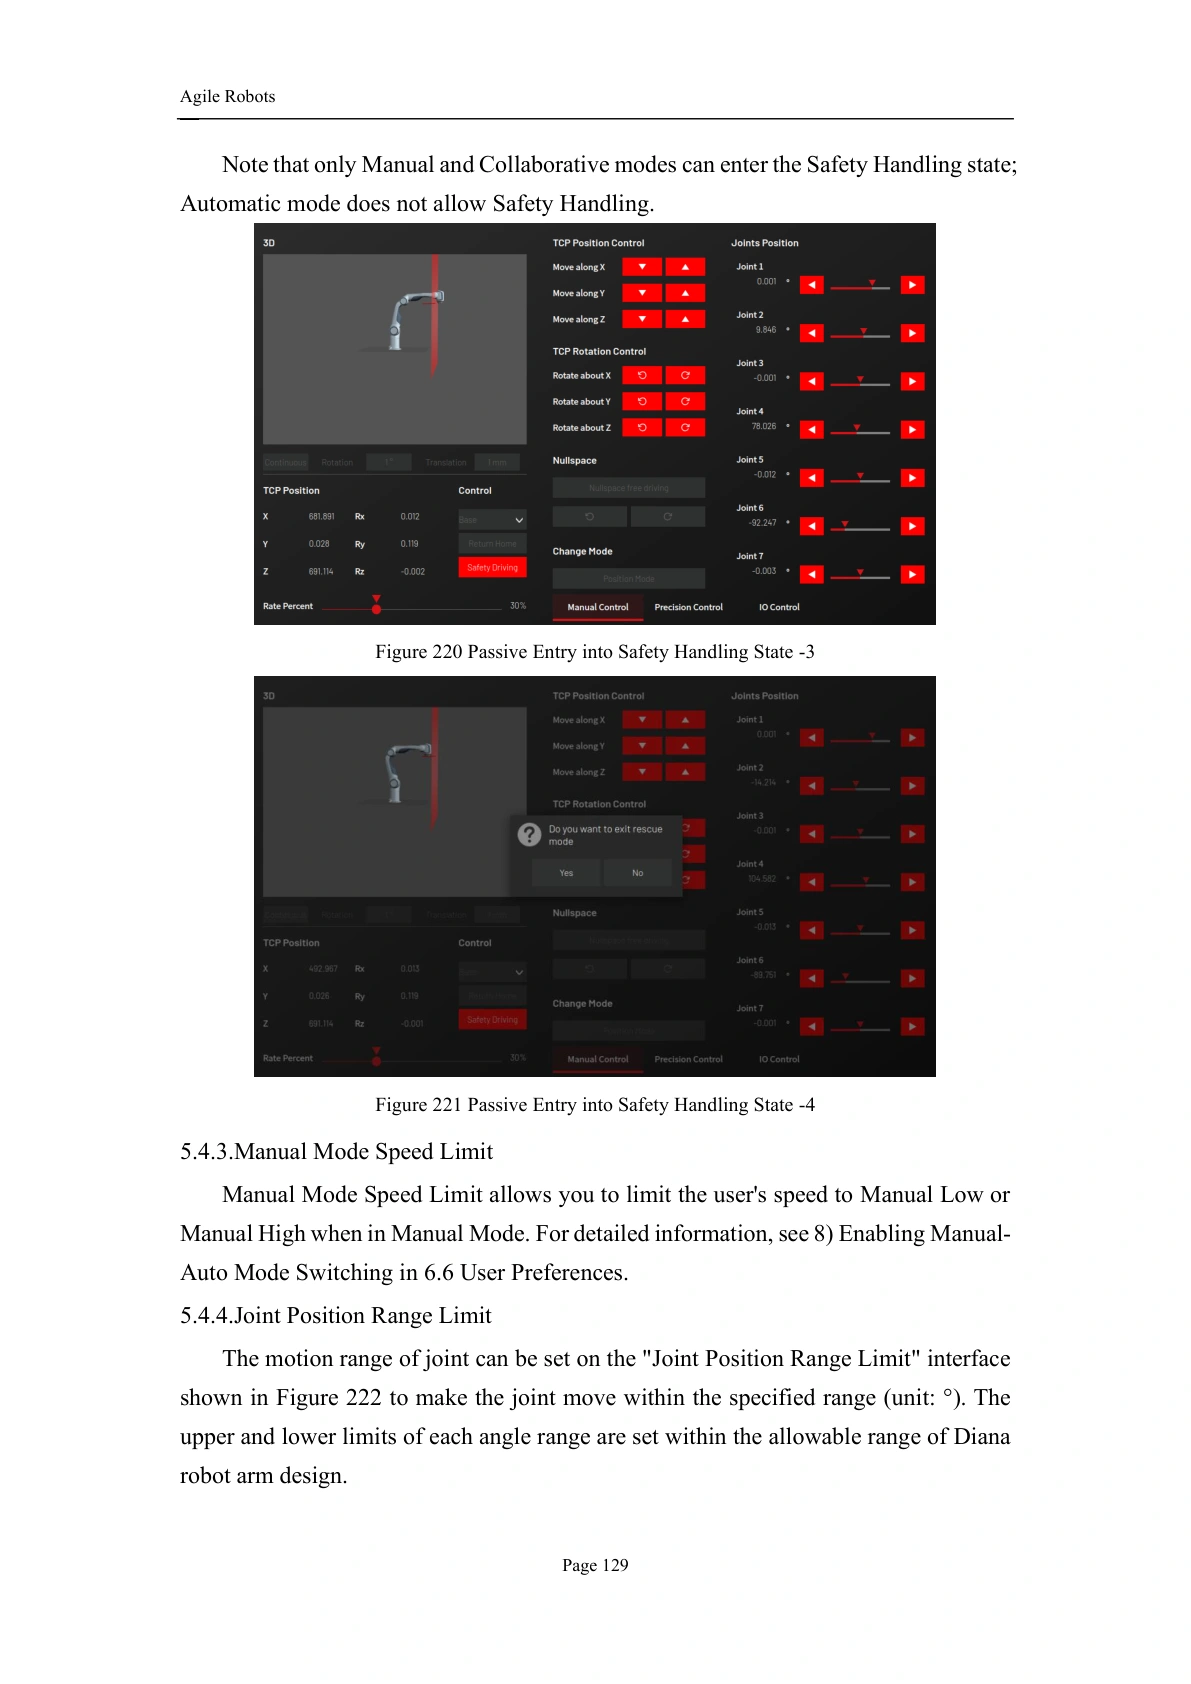 Agile Robots
Note that only Manual and Collaborative modes can enter the Safety Handling state;
Automatic mode does not allow Safety Handling.
3D
TCP Position Control
Joints Position
Move along X
Move along Y
Move along Z
TCP Rotation Control
Rotate about X
Rotate about Y
Rotate about Z
Joint 1
0.001 °
Joint 2
9.846 °
Joint 3
-0.001 °
Joint 4
78.026 °
Joint 5
-0.012 °
Joint 6
-92.247 °
Joint 7
-0.003 °
Continuous Rotation 1° Translation 1 mm
TCP Position
Control
X 681.891 Rx 0.012
Y 0.028 Ry 0.119
Z 691.114 Rz -0.002
Base
Return Home
Safety Driving
Rate Percent 30%
Nullspace
Nullspace free driving
Change Mode
Position Mode
Manual Control Precision Control IO Control
Figure 220 Passive Entry into Safety Handling State -3
3D
TCP Position Control
Joints Position
Move along X
Move along Y
Move along Z
TCP Rotation Control
Do you want to exit rescue
mode
Yes No
Joint 1
0.001 °
Joint 2
-14.214 °
Joint 3
-0.001 °
Joint 4
104.582 °
Joint 5
-0.013 °
Joint 6
-89.751 °
Joint 7
-0.001 °
TCP Position
Control
X 492.967 Rx 0.013
Y 0.026 Ry 0.119
Z 691.114 Rz -0.001
Safety Driving
Rate Percent 30%
Nullspace
Change Mode
Manual Control Precision Control IO Control
Figure 221 Passive Entry into Safety Handling State -4
5.4.3.Manual Mode Speed Limit
Manual Mode Speed Limit allows you to limit the user's speed to Manual Low or
Manual High when in Manual Mode. For detailed information, see 8) Enabling Manual-
Auto Mode Switching in 6.6 User Preferences.
5.4.4.Joint Position Range Limit
The motion range of joint can be set on the "Joint Position Range Limit" interface
shown in Figure 222 to make the joint move within the specified range (unit: °). The
upper and lower limits of each angle range are set within the allowable range of Diana
robot arm design.
Page 129